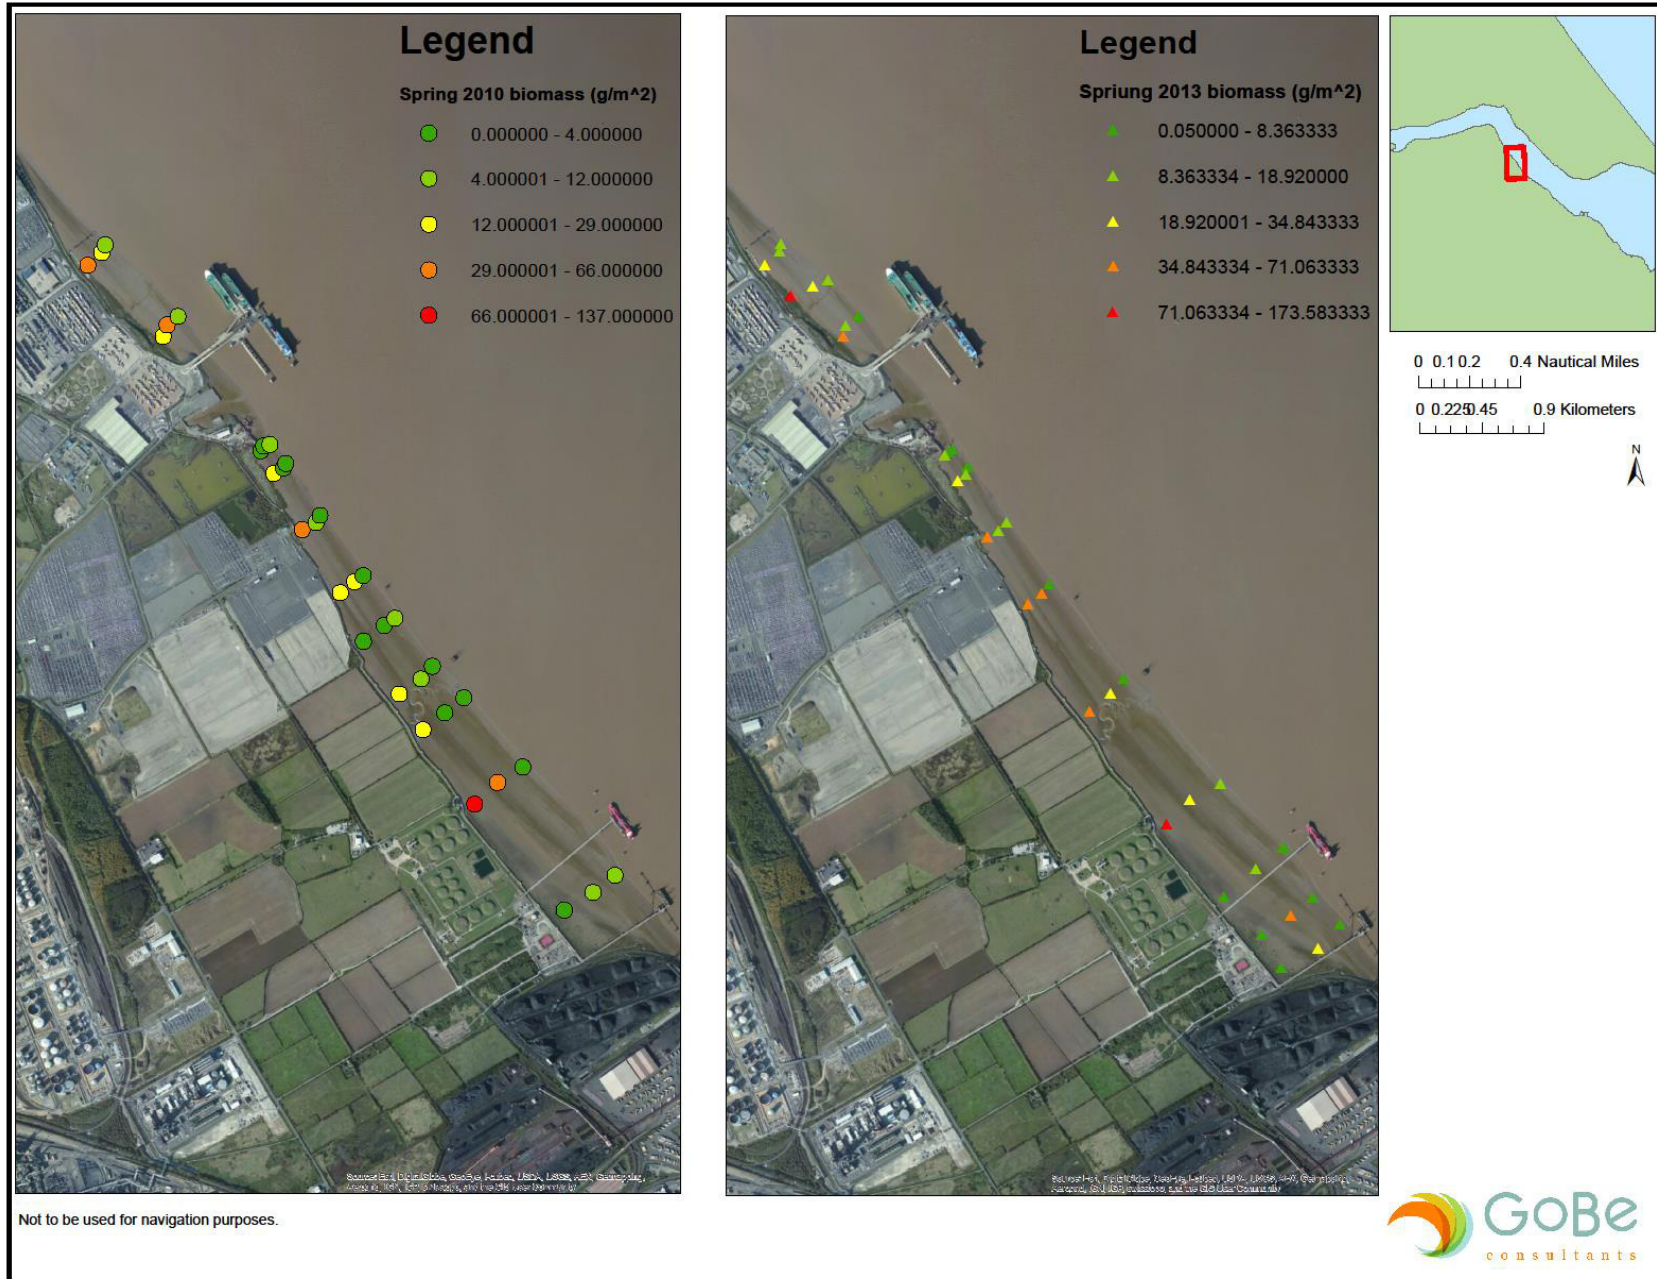 Legend
Spring 2010 biomass (g/m^2)
0.000000 - 4.000000
4.000001 - 12.000000
12.000001 - 29.000000
29.000001 - 66.000000
66.000001 - 137.000000
Legend
Spriung 2013 biomass (g/m^2)
0.050000 - 8.363333
8.363334 - 18.920000
18.920001 - 34.843333
34.843334 - 71.063333
71.063334 - 173.583333
0 0.1 0.2 0.4 Nautical Miles
0 0.225 0.45 0.9 Kilometers
N
Not to be used for navigation purposes.
GoBe
consultants